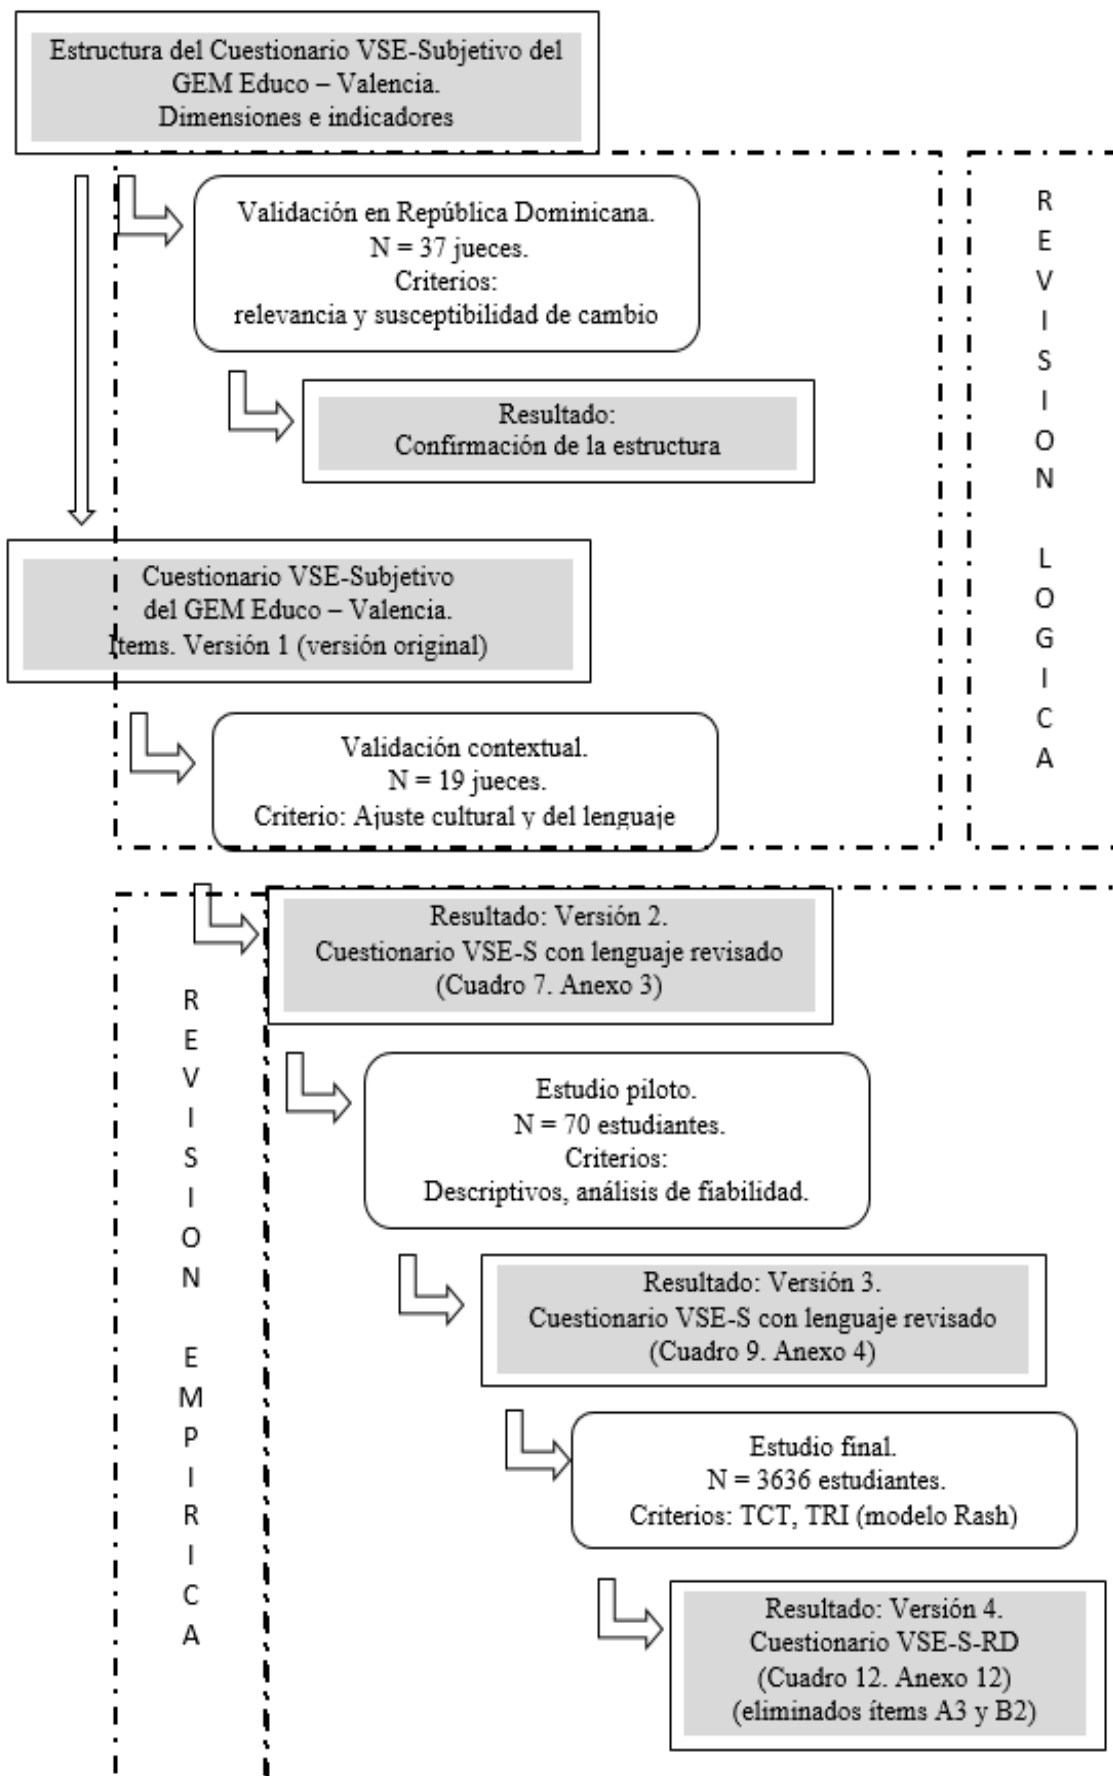 Estructura del Cuestionario VSE-Subjetivo del
GEM Educo – Valencia.
Dimensiones e indicadores
Validación en República Dominicana.
N = 37 jueces.
Criterios:
relevancia y susceptibilidad de cambio
Resultado:
Confirmación de la estructura
REVISION LOGICA
Cuestionario VSE-Subjetivo
del GEM Educo – Valencia.
Items. Versión 1 (versión original)
Validación contextual.
N = 19 jueces.
Criterio: Ajuste cultural y del lenguaje
Resultado: Versión 2.
Cuestionario VSE-S con lenguaje revisado
(Cuadro 7. Anexo 3)
REVISION EMPIRICA
Estudio piloto.
N = 70 estudiantes.
Criterios:
Descriptivos, análisis de fiabilidad.
Resultado: Versión 3.
Cuestionario VSE-S con lenguaje revisado
(Cuadro 9. Anexo 4)
Estudio final.
N = 3636 estudiantes.
Criterios: TCT, TRI (modelo Rash)
Resultado: Versión 4.
Cuestionario VSE-S-RD
(Cuadro 12. Anexo 12)
(eliminados ítems A3 y B2)